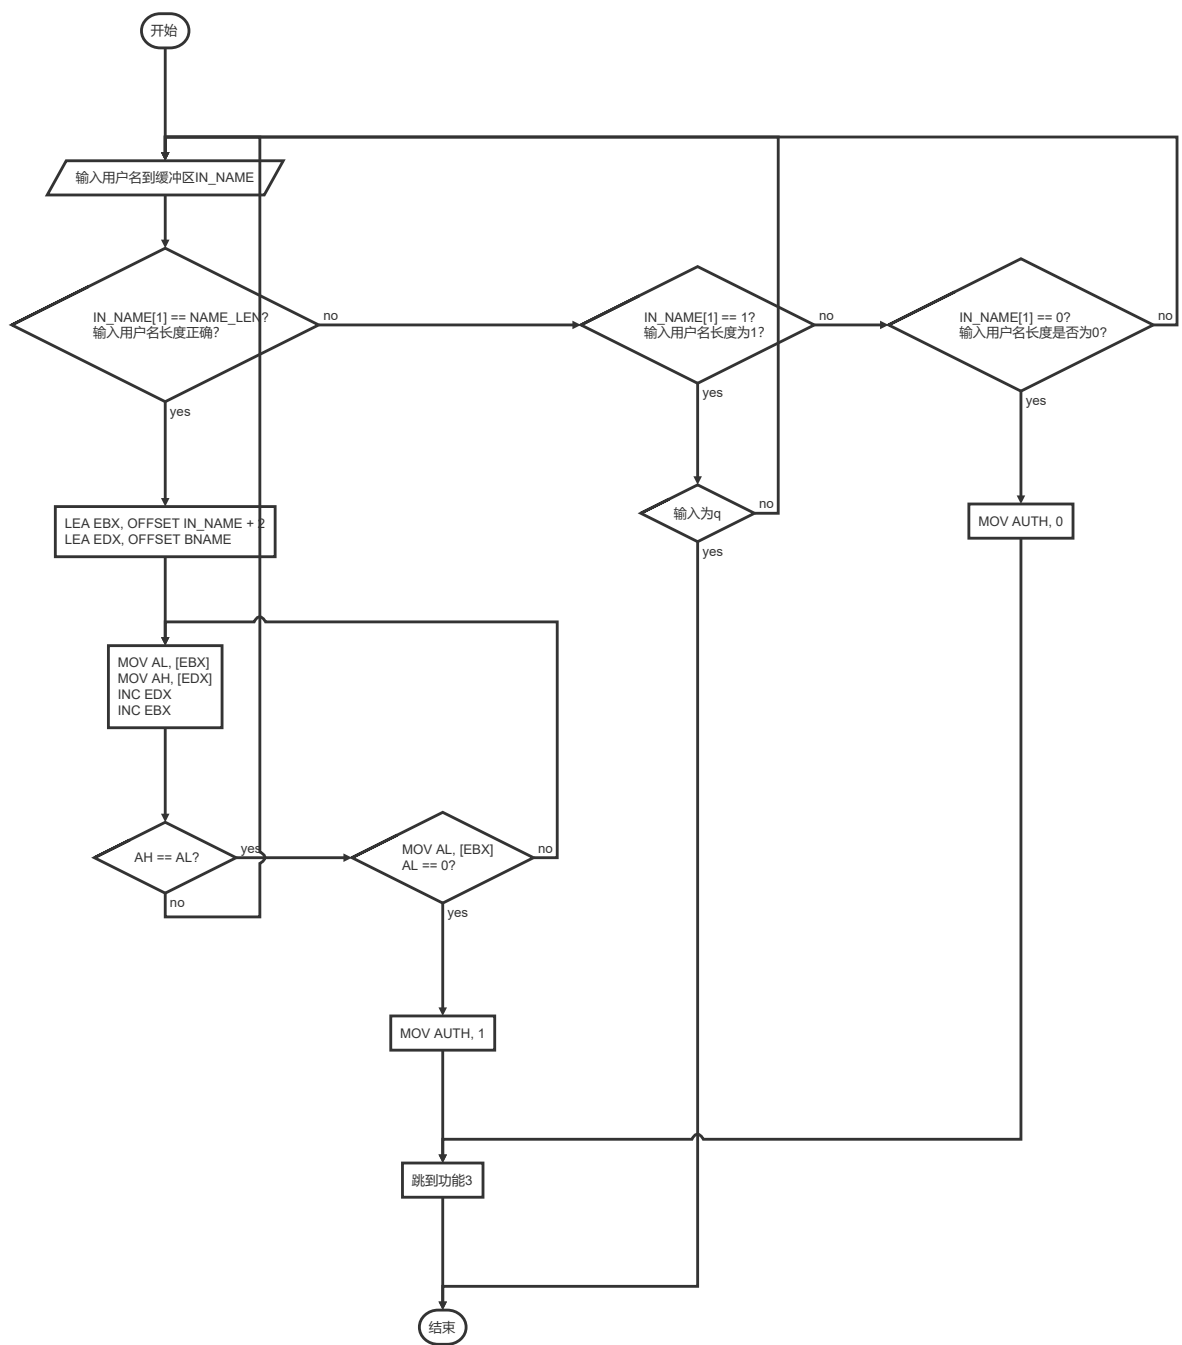 开始
输入用户名到缓冲区IN_NAME
IN_NAME[1] == NAME_LEN?
输入用户名长度正确?
no
yes
IN_NAME[1] == 1?
输入用户名长度为1?
no
yes
IN_NAME[1] == 0?
输入用户名长度是否为0?
no
yes
LEA EBX, OFFSET IN_NAME + 2
LEA EDX, OFFSET BNAME
输入为q
no
yes
MOV AUTH, 0
MOV AL, [EBX]
MOV AH, [EDX]
INC EDX
INC EBX
AH == AL?
yes
no
MOV AL, [EBX]
AL == 0?
no
yes
MOV AUTH, 1
跳到功能3
结束